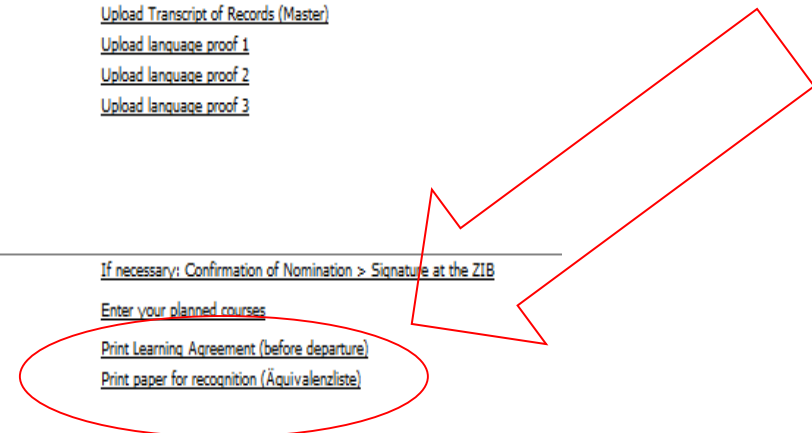 Upload Transcript of Records (Master)
Upload language proof 1
Upload language proof 2
Upload language proof 3
If necessary: Confirmation of Nomination > Signature at the ZIB
Enter your planned courses
Print Learning Agreement (before departure)
Print paper for recognition (Äquivalenzliste)